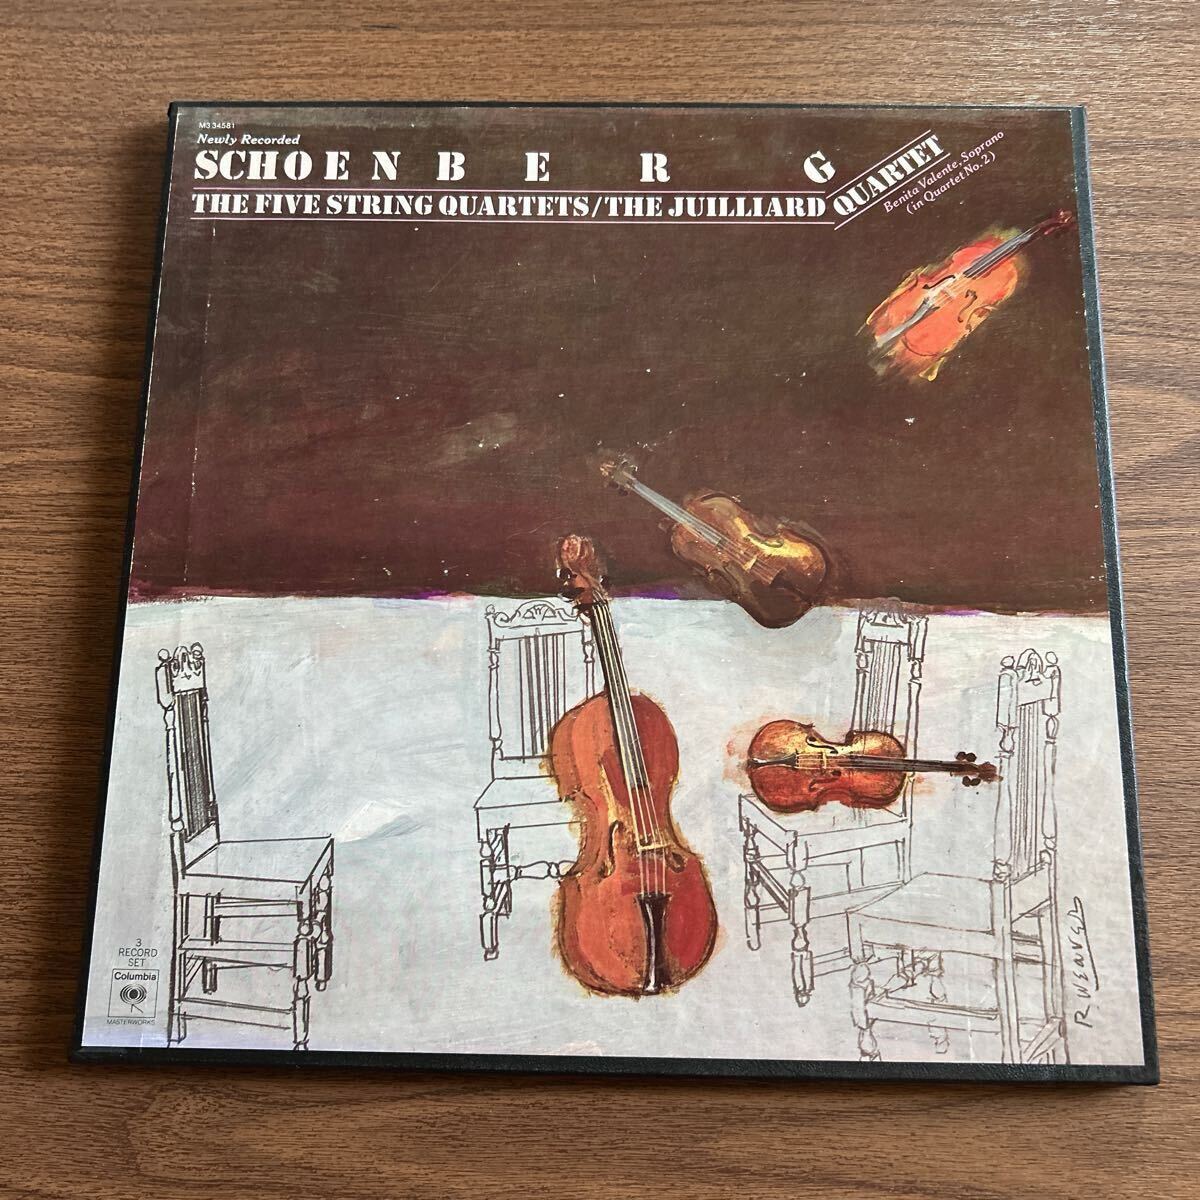 M3 34581
Newly Recorded
SCHOENBERG
THE FIVE STRING QUARTETS/THE JUILLIARD QUARTET
Benita Valente, Soprano
(in Quartet No. 2)
3
RECORD
SET
Columbia
MASTERWORKS
R. WENZEL